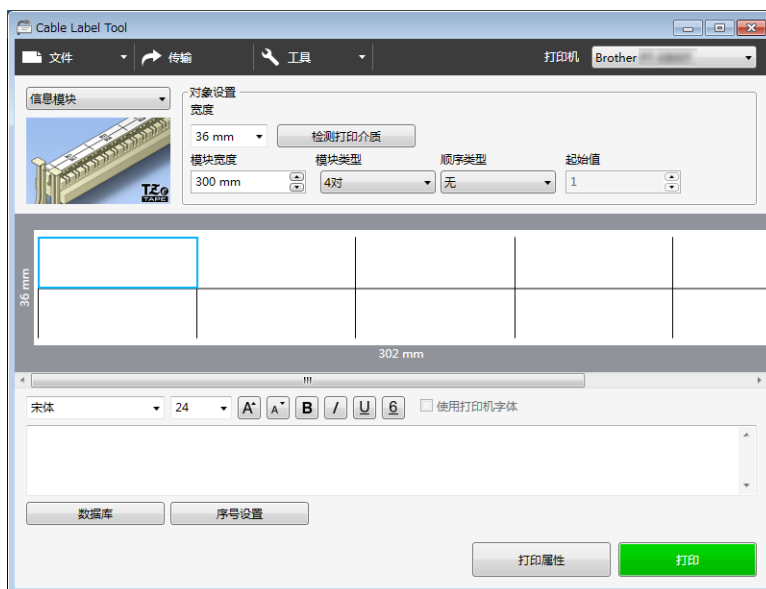 Cable Label Tool
文件 传输 工具 打印机 Brother
信息模块
对象设置
宽度
36 mm 检测打印介质
模块宽度 模块类型 顺序类型 起始值
300 mm 4对 无 1
TZe
TAPE
36 mm
302 mm
宋体 24 A A B I U 6 使用打印机字体
数据库 序号设置
打印属性 打印